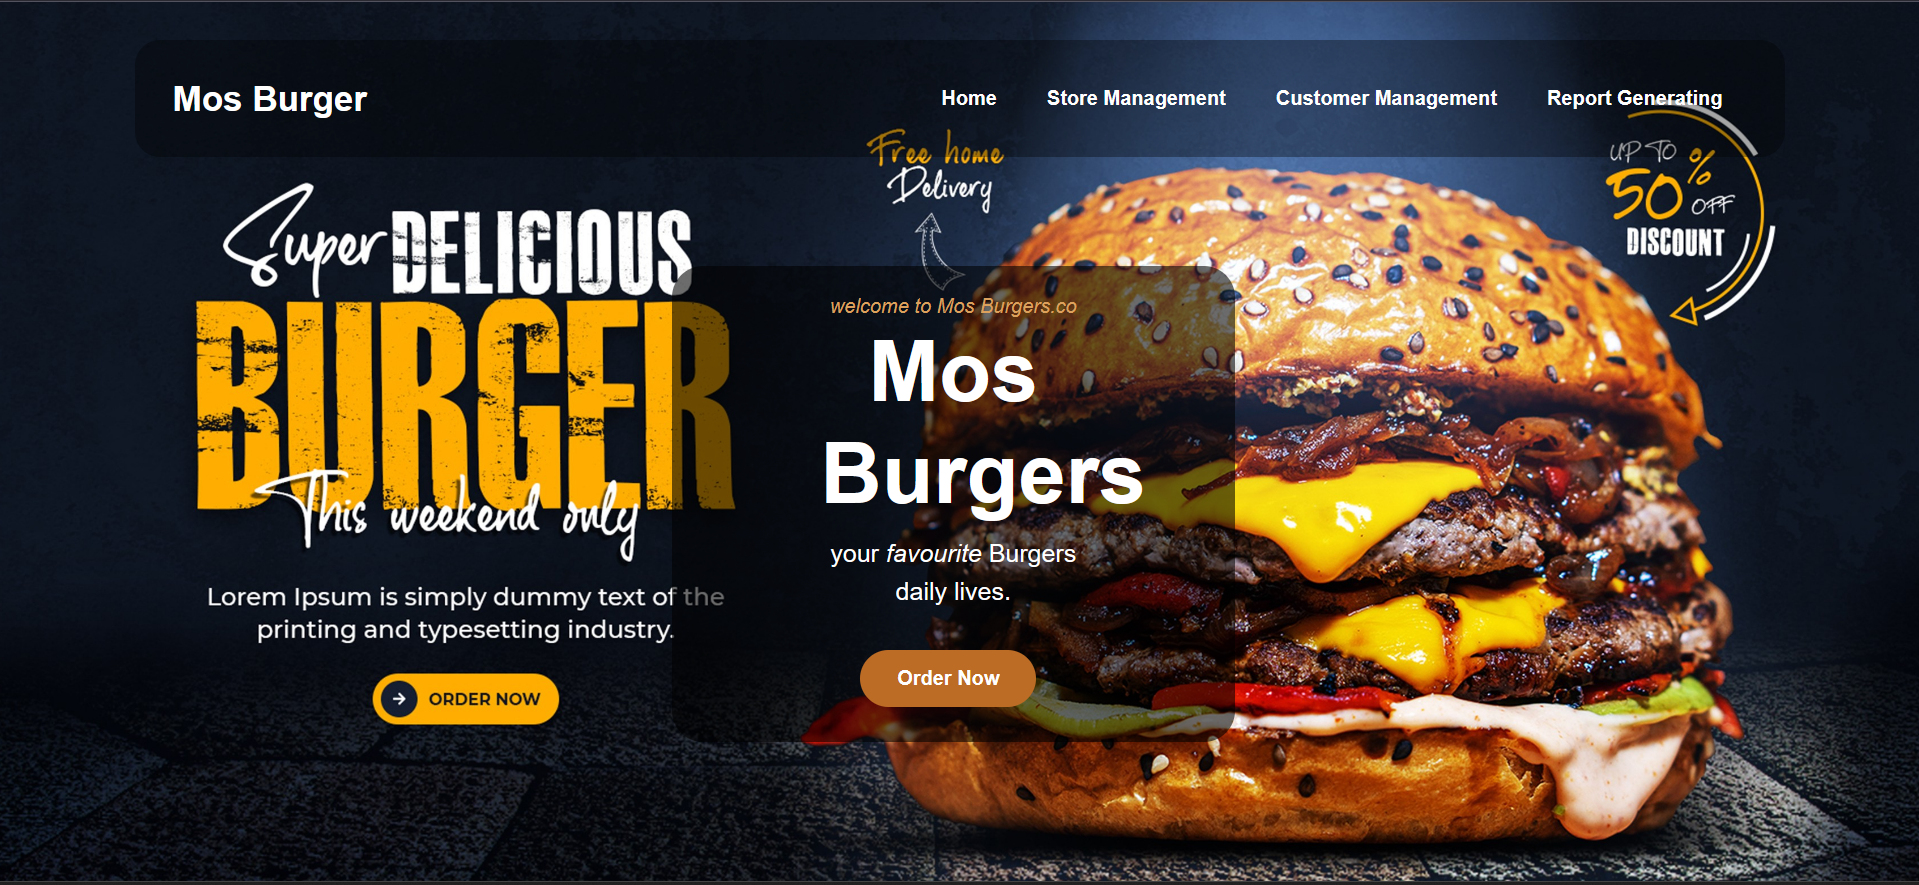 Mos Burger
Home
Store Management
Customer Management
Report Generating
Free home
Delivery
UP TO
50% OFF
DISCOUNT
Super DELICIOUS
BURGER
This weekend only
Lorem Ipsum is simply dummy text of the
printing and typesetting industry.
ORDER NOW
welcome to Mos Burgers.co
Mos
Burgers
your favourite Burgers
daily lives.
Order Now